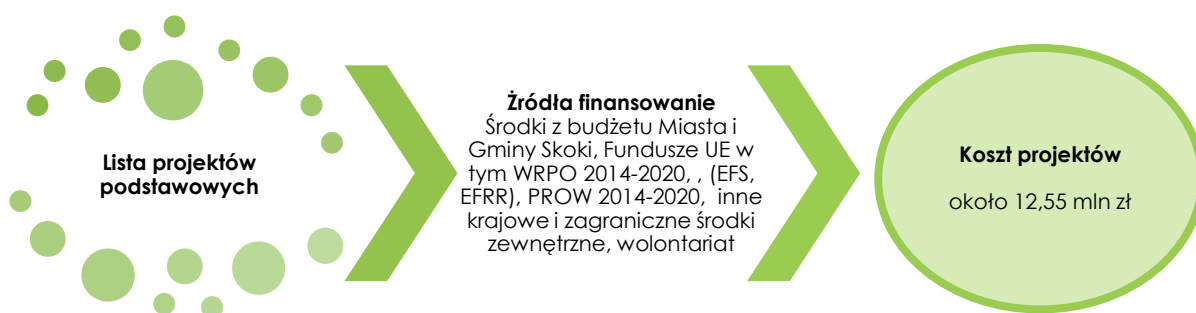 Lista projektów
podstawowych
Żródła finansowanie
Środki z budżetu Miasta i
Gminy Skoki, Fundusze UE w
tym WRPO 2014-2020, , (EFS,
EFRR), PROW 2014-2020, inne
krajowe i zagraniczne środki
zewnętrzne, wolontariat
Koszt projektów
około 12,55 mln zł